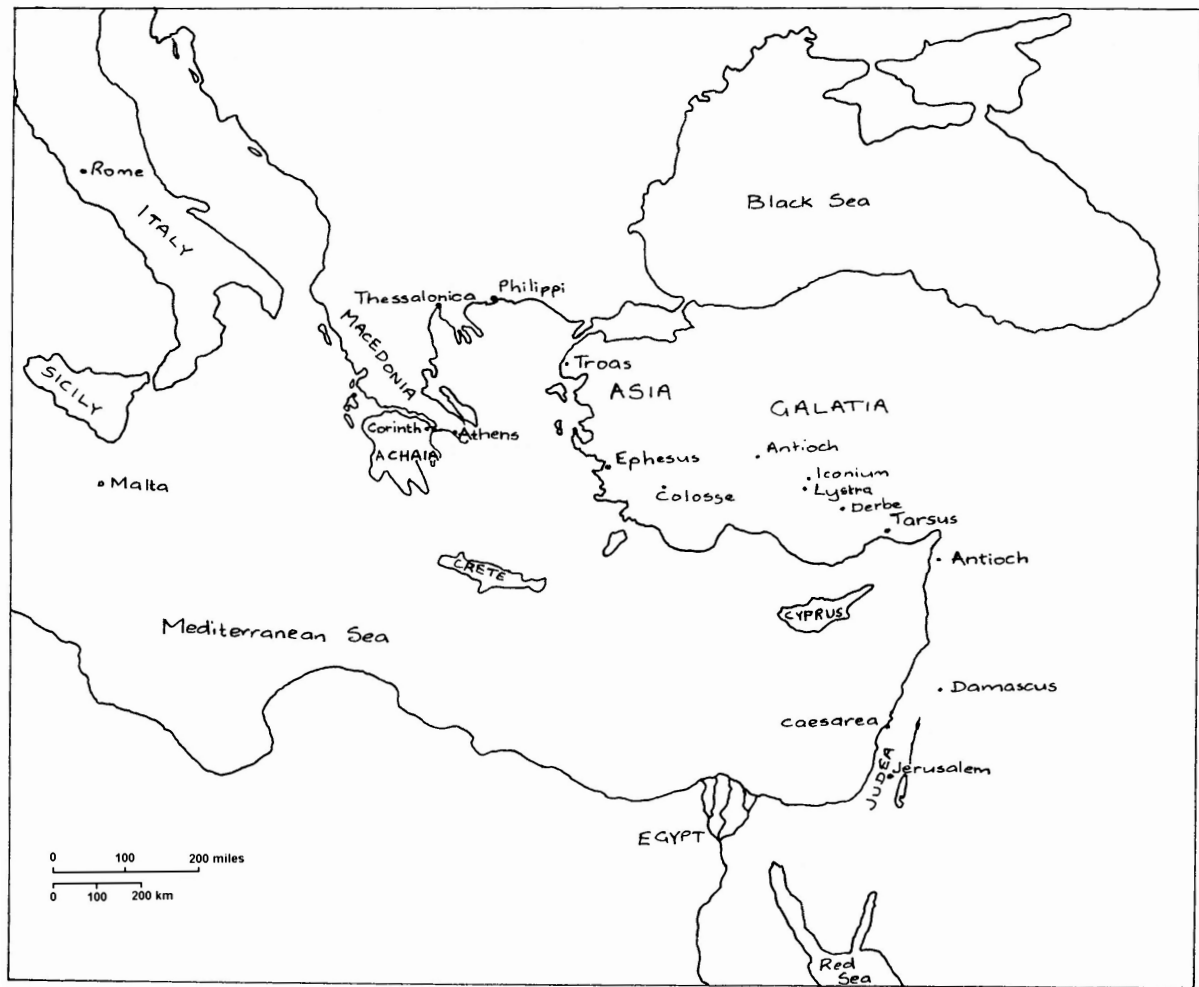 Black Sea
Rome
ITALY
Thessalonica
Philippi
MACEDONIA
Troas
SICILY
ASIA
GALATIA
Corinth
Athens
ACHAIA
Antioch
Ephesus
Iconium
Malta
Lystra
Colosse
Derbe
Tarsus
Antioch
CRETE
CYPRUS
Mediterranean Sea
Damascus
Caesarea
JUDEA
Jerusalem
EGYPT
0 100 200 miles
0 100 200 km
Red
Sea